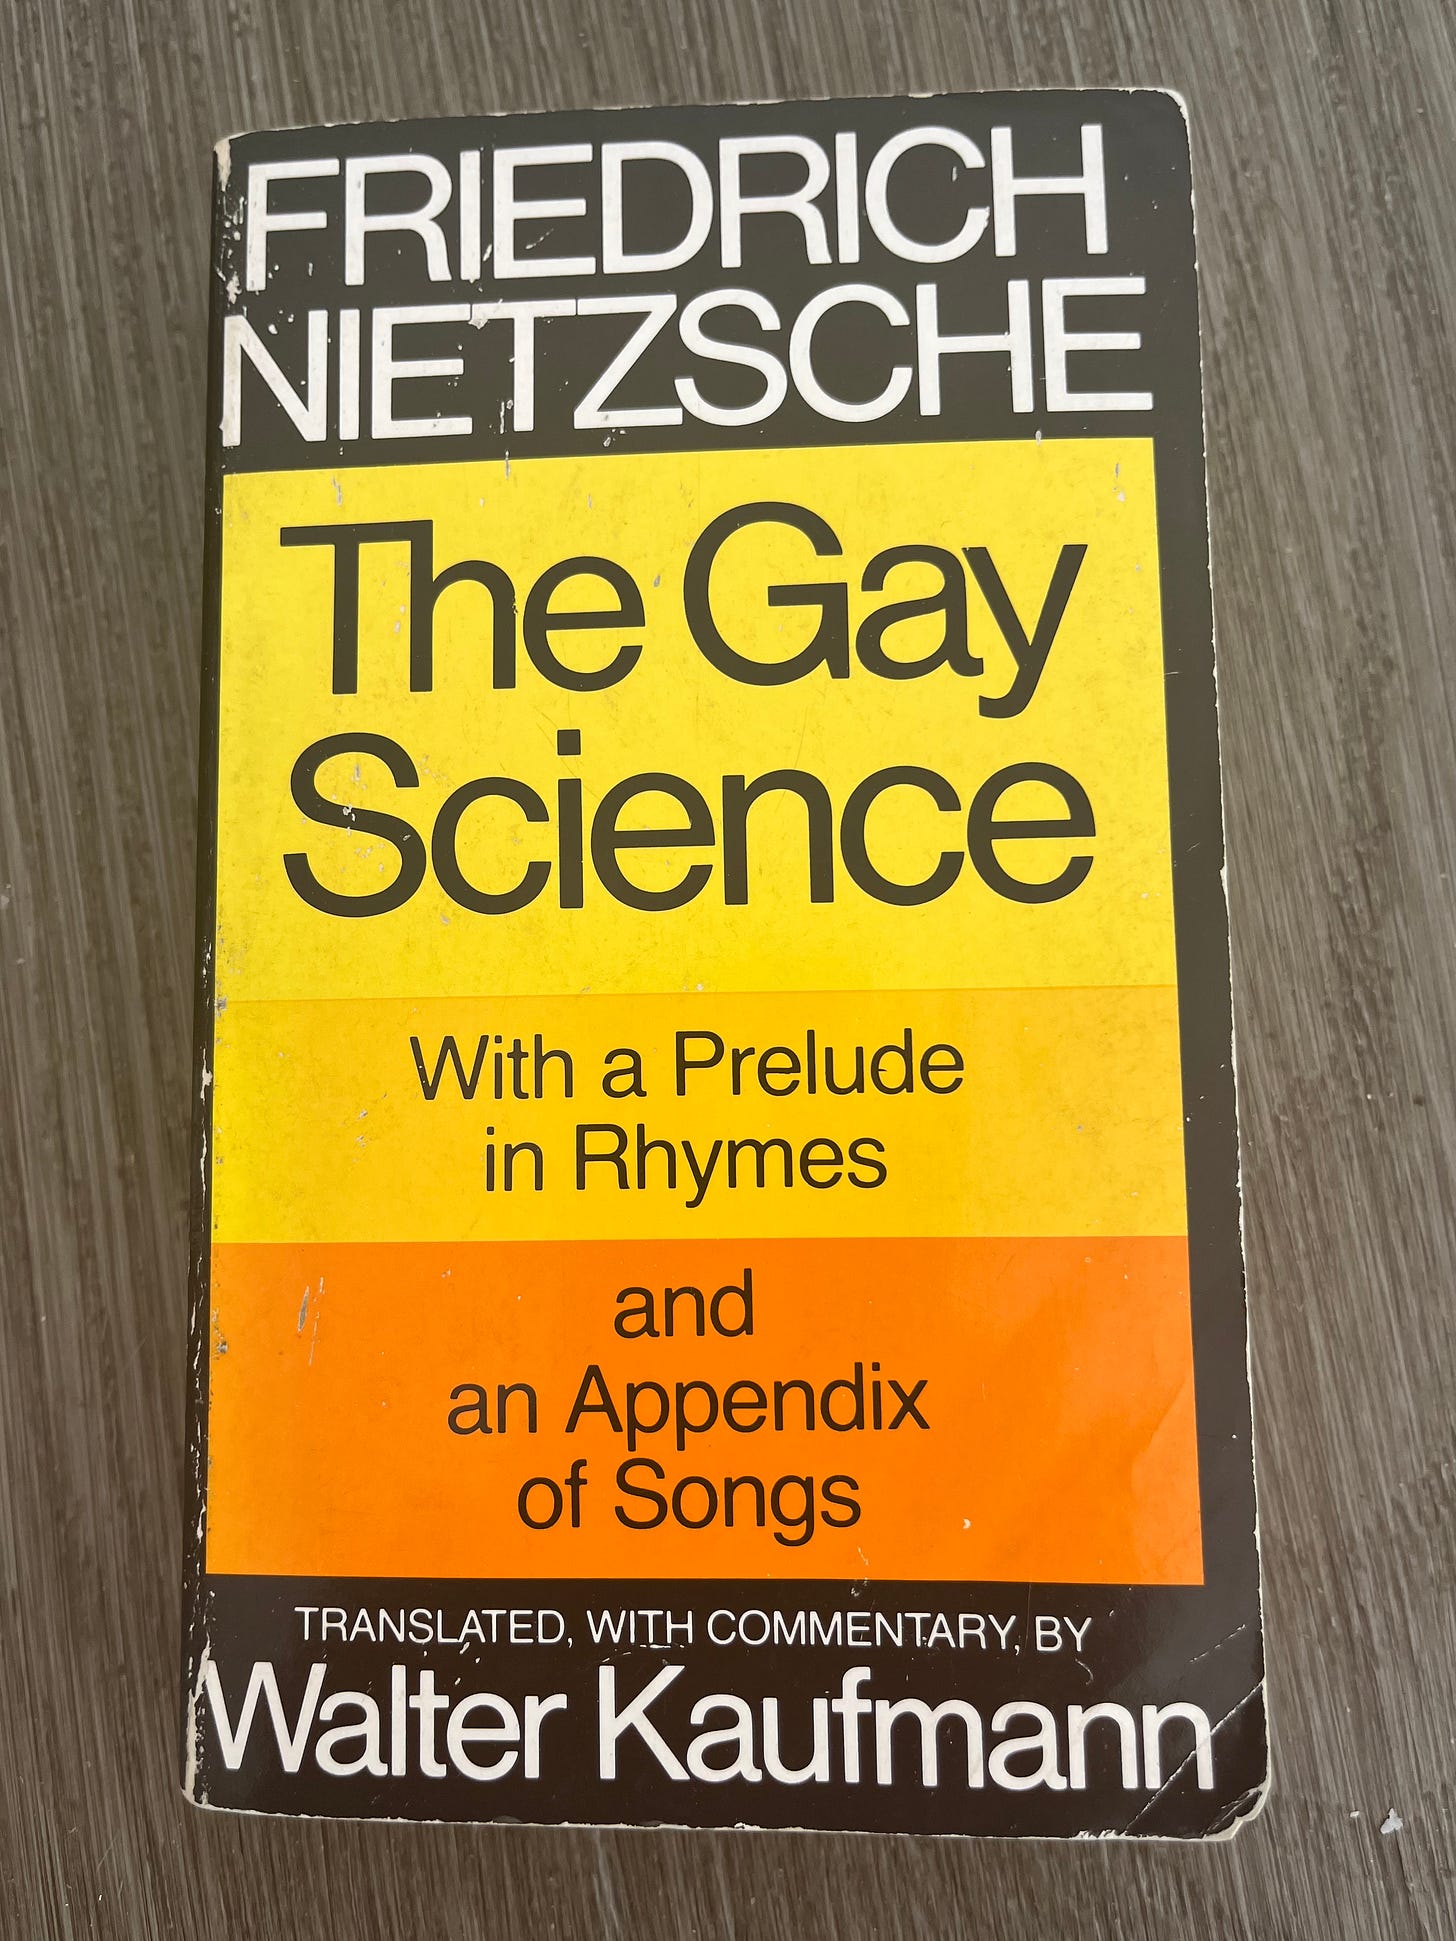 FRIEDRICH
NIETZSCHE
The Gay
Science
With a Prelude
in Rhymes
and
an Appendix
of Songs
TRANSLATED, WITH COMMENTARY, BY
Walter Kaufmann